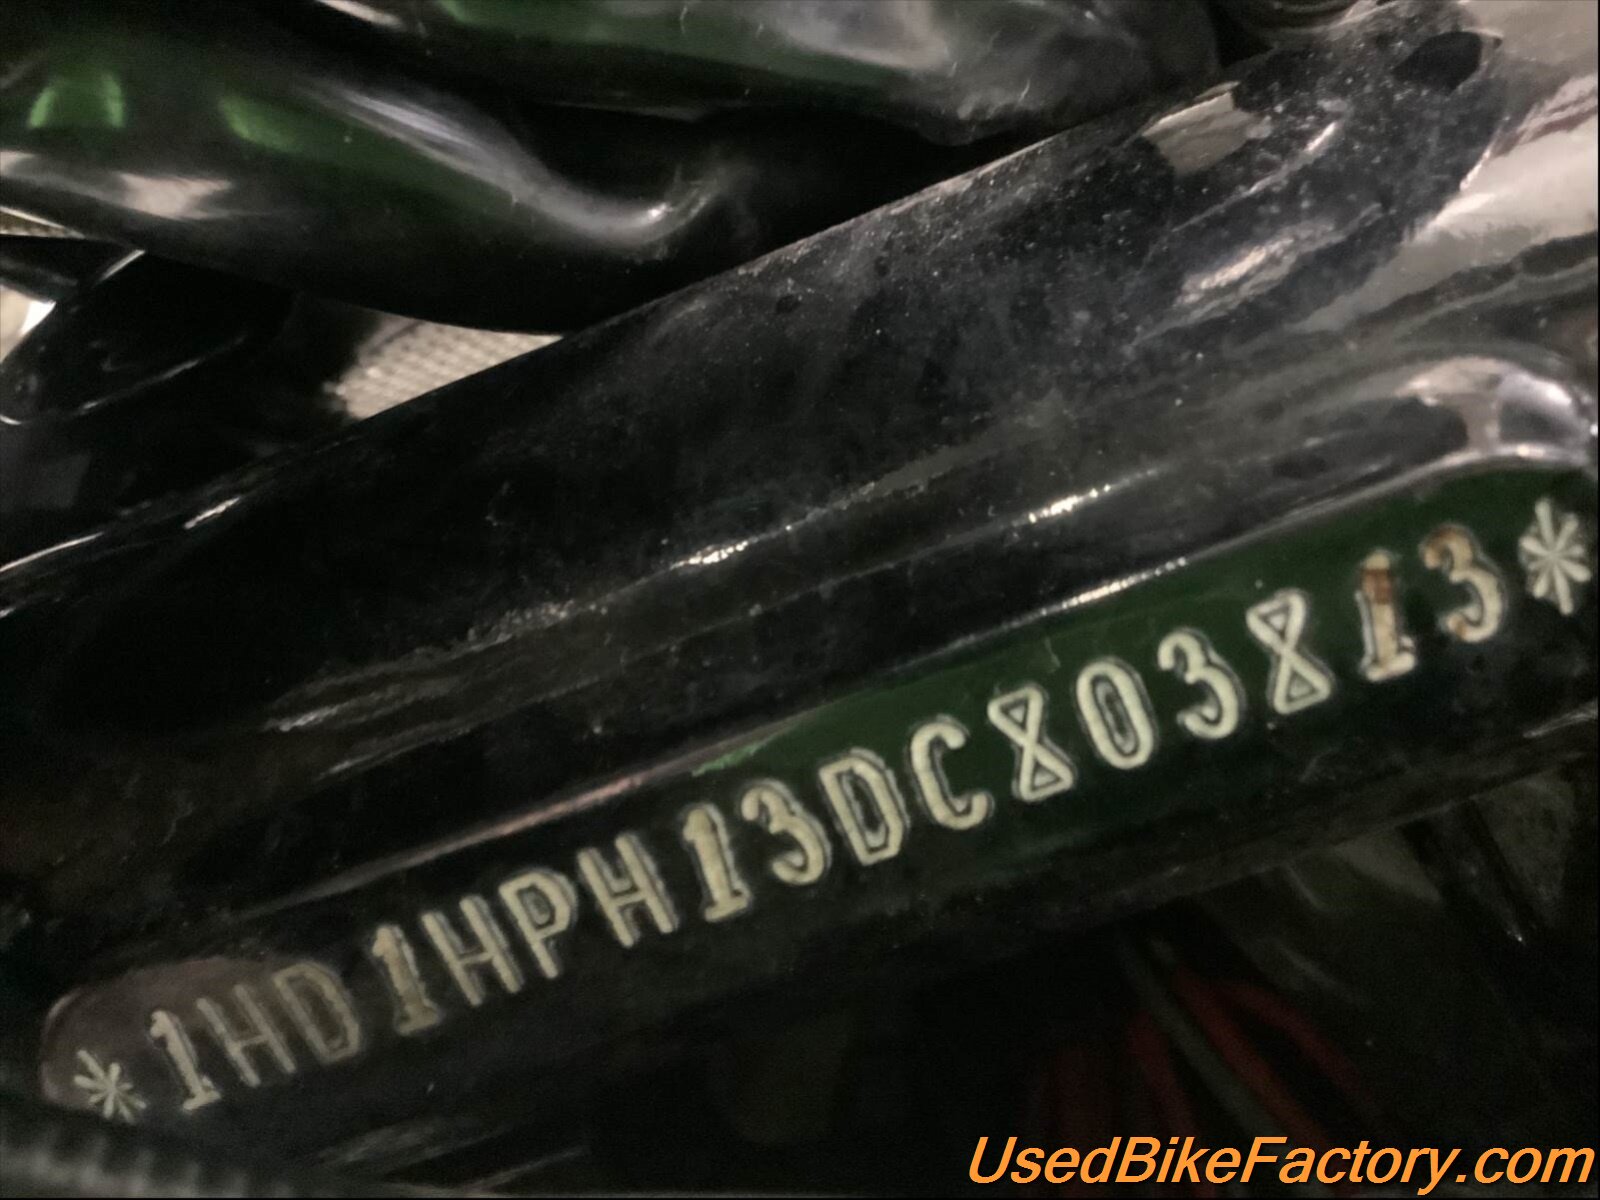 *1HD1HPH13DC803813*
UsedBikeFactory.com